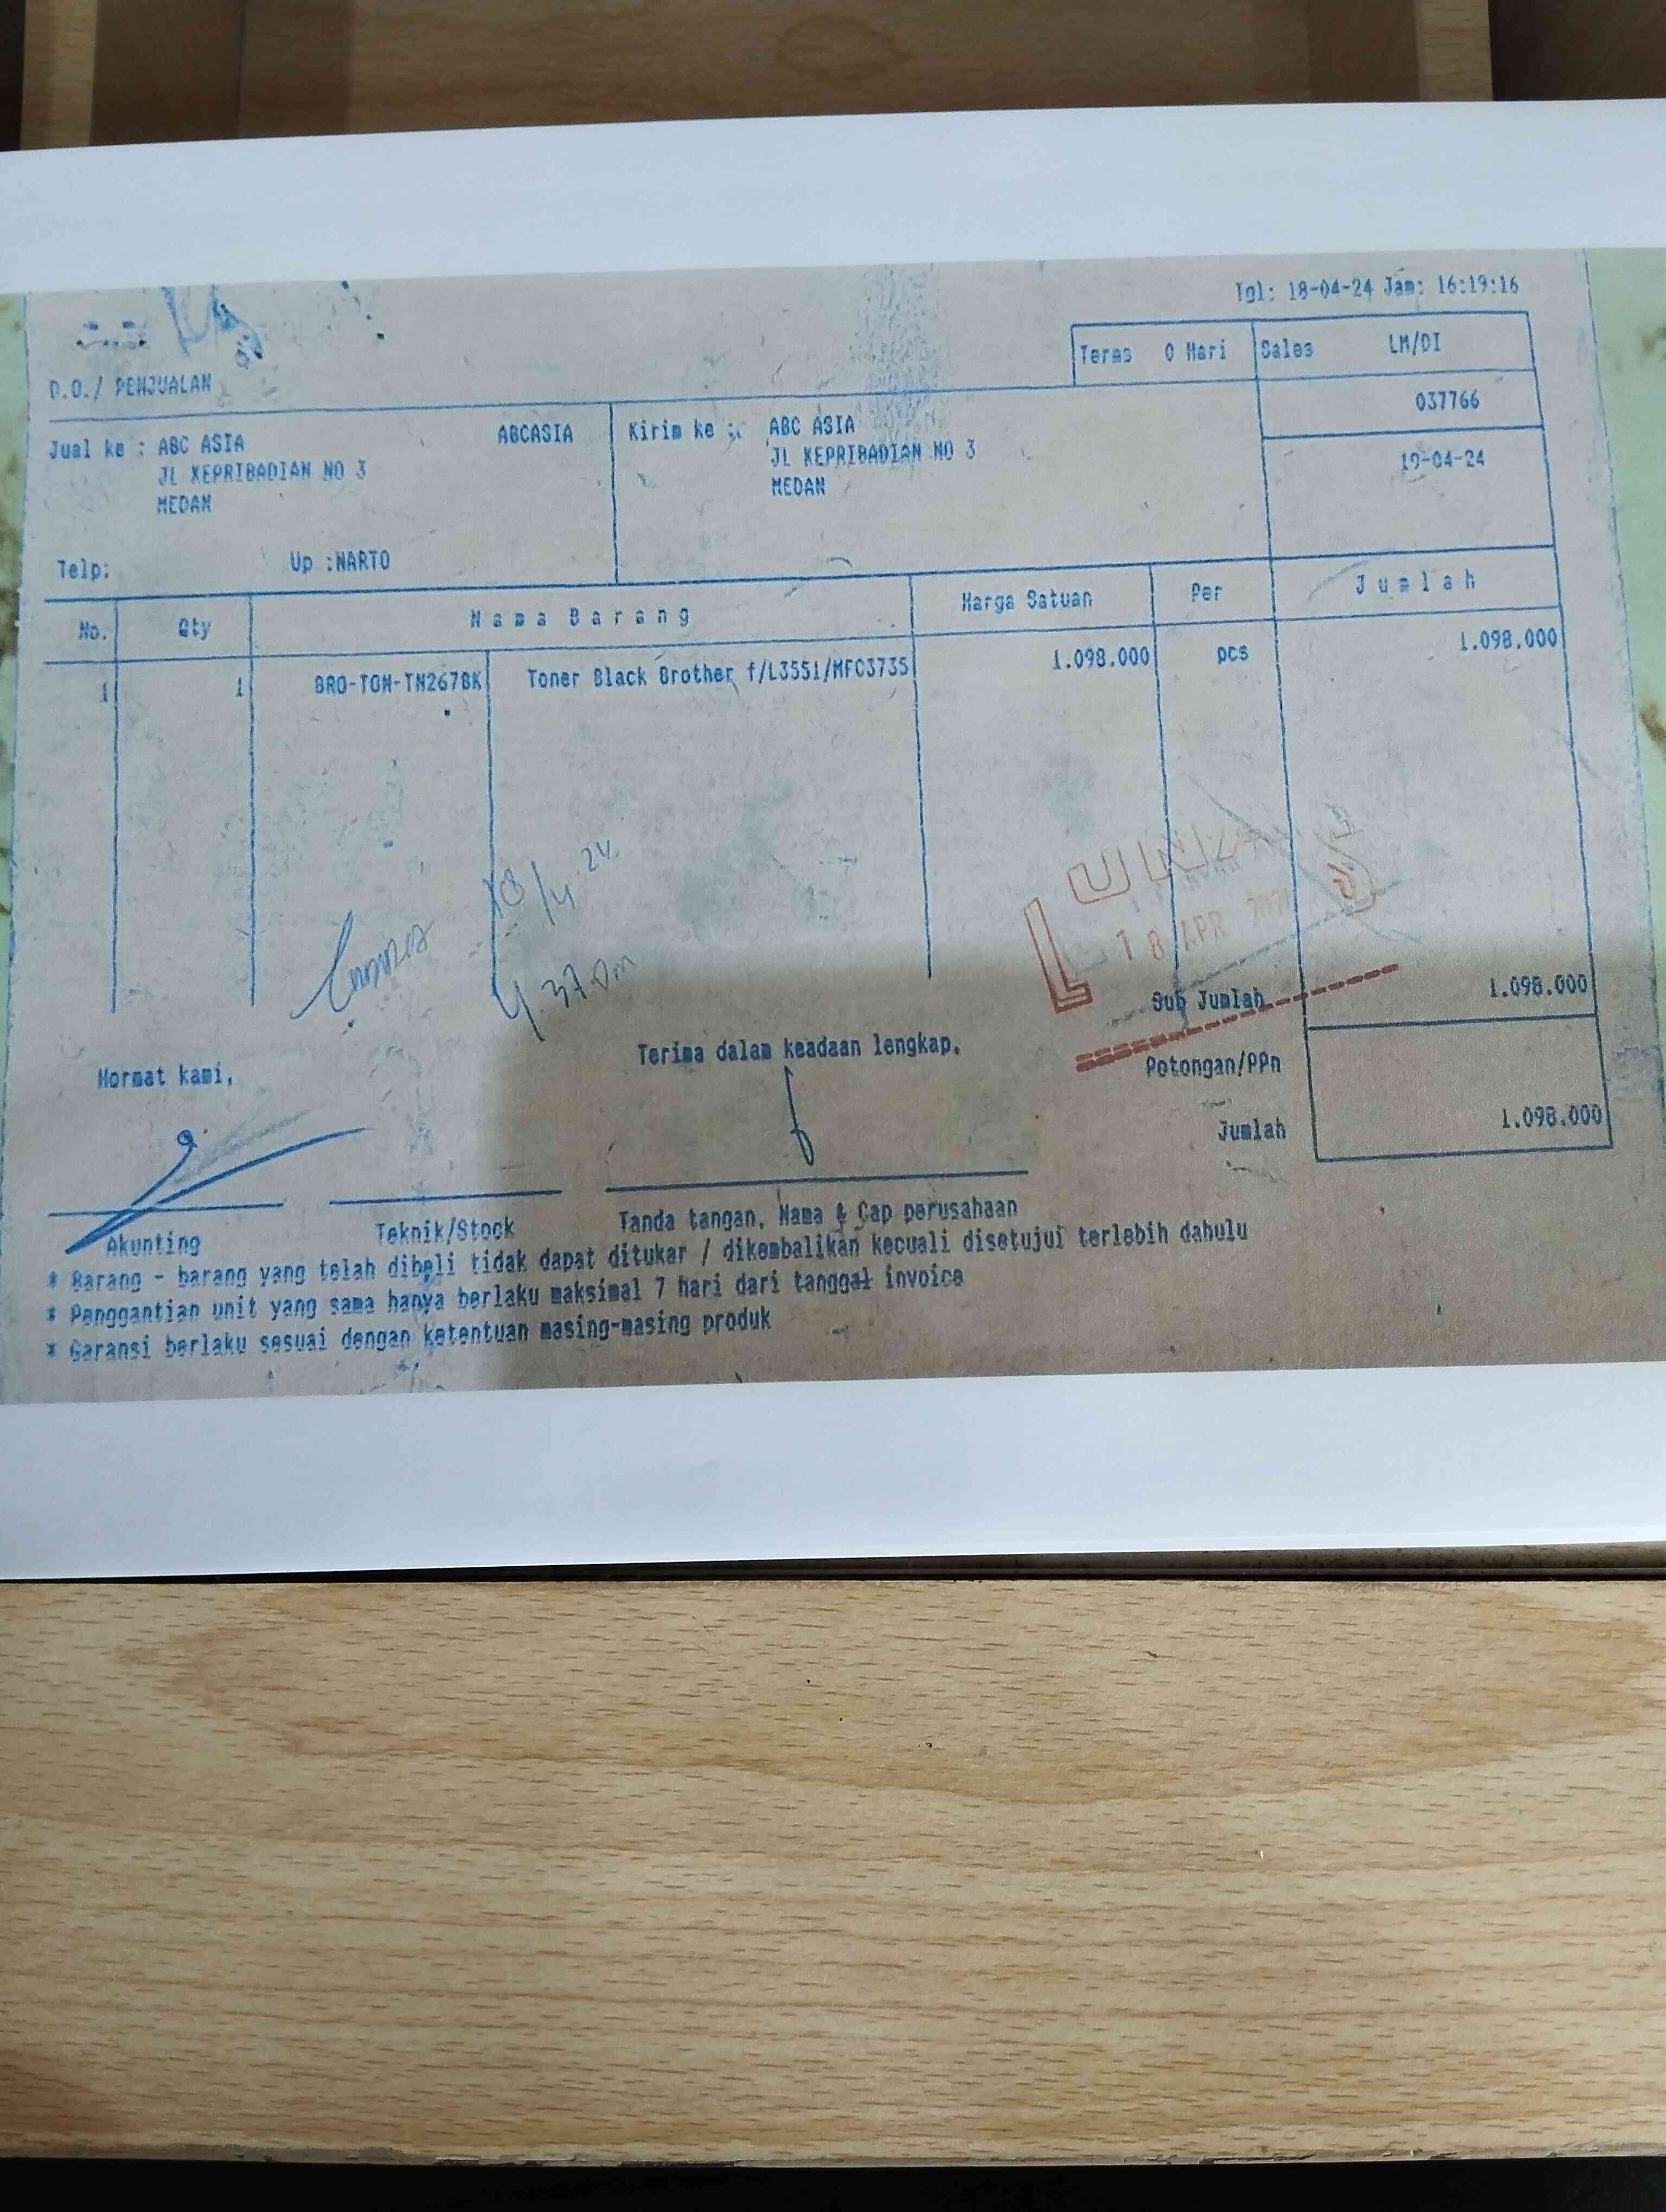 Tgl: 18-04-24 Jam: 16:19:16
Terms 0 Hari Sales LM/DI
D.O./ PENJUALAN
037766
Jual ke : ABC ASIA ABCASIA Kirim ke : ABC ASIA
JL KEPRIBADIAN NO 3 JL KEPRIBADIAN NO 3
MEDAN MEDAN
-04-24
Telp: Up :NARTO
No. Qty Nama Barang Harga Satuan Per Jumlah
1 1 BRO-TON-TN267BK Toner Black Brother f/L3551/MFC3735 1.098.000 pcs 1.098.000
18/4 24
4.37 pm
LUNAS
18 APR
Sub Jumlah 1.098.000
Hormat kami, Terima dalam keadaan lengkap,
Potongan/PPn
Jumlah 1.098.000
Akunting Teknik/Stock Tanda tangan, Nama & Cap perusahaan
* Barang - barang yang telah dibeli tidak dapat ditukar / dikembalikan kecuali disetujui terlebih dahulu
* Penggantian unit yang sama hanya berlaku maksimal 7 hari dari tanggal invoice
* Garansi berlaku sesuai dengan ketentuan masing-masing produk